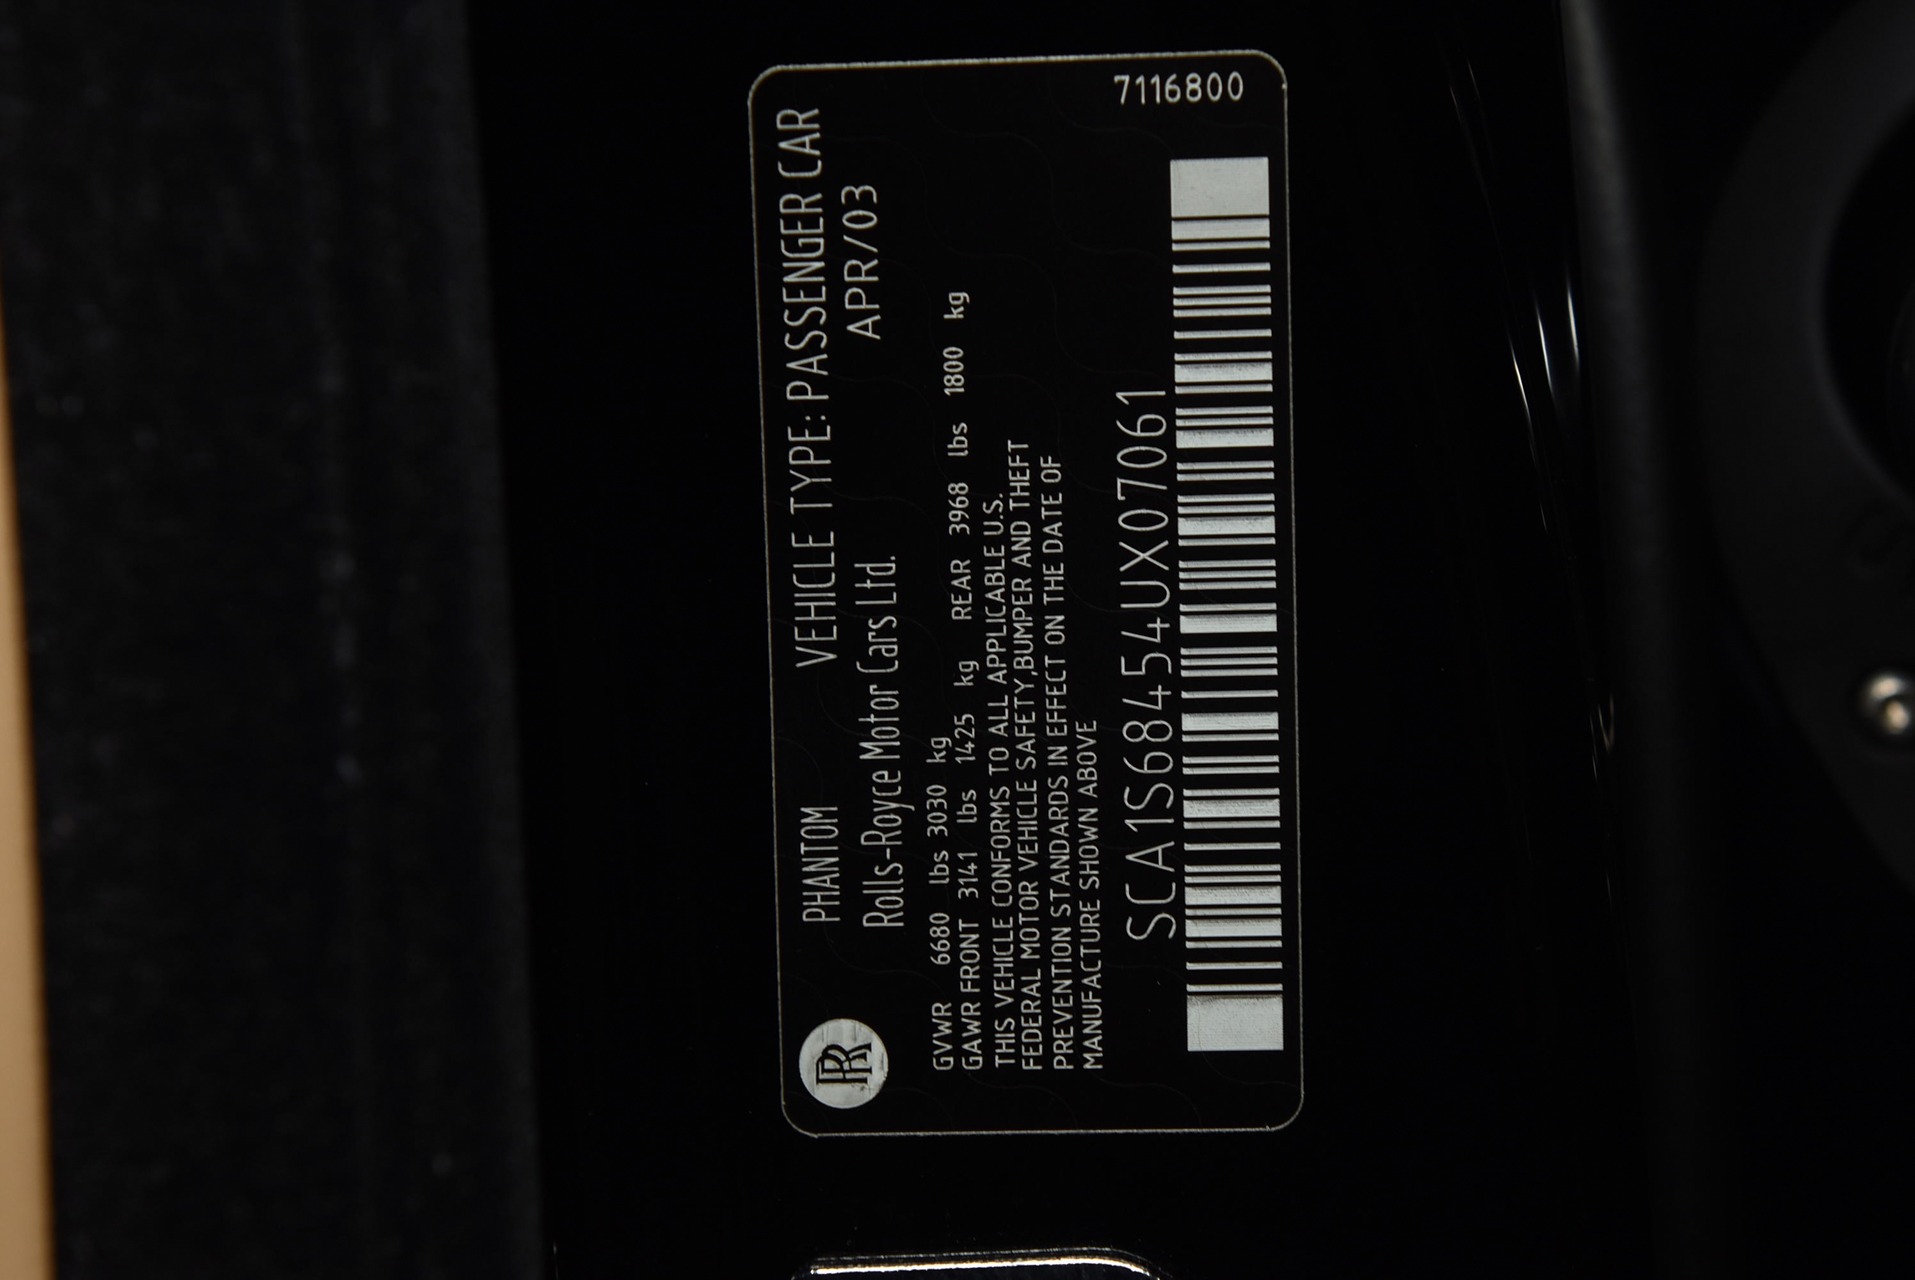 PHANTOM VEHICLE TYPE: PASSENGER CAR
Rolls-Royce Motor Cars Ltd. APR/03
GVWR 6680 lbs 3030 kg
GAWR FRONT 3141 lbs 1425 kg REAR 3968 lbs 1800 kg
THIS VEHICLE CONFORMS TO ALL APPLICABLE U.S.
FEDERAL MOTOR VEHICLE SAFETY,BUMPER AND THEFT
PREVENTION STANDARDS IN EFFECT ON THE DATE OF
MANUFACTURE SHOWN ABOVE
SCA1S68454UX07061
7116800
RR